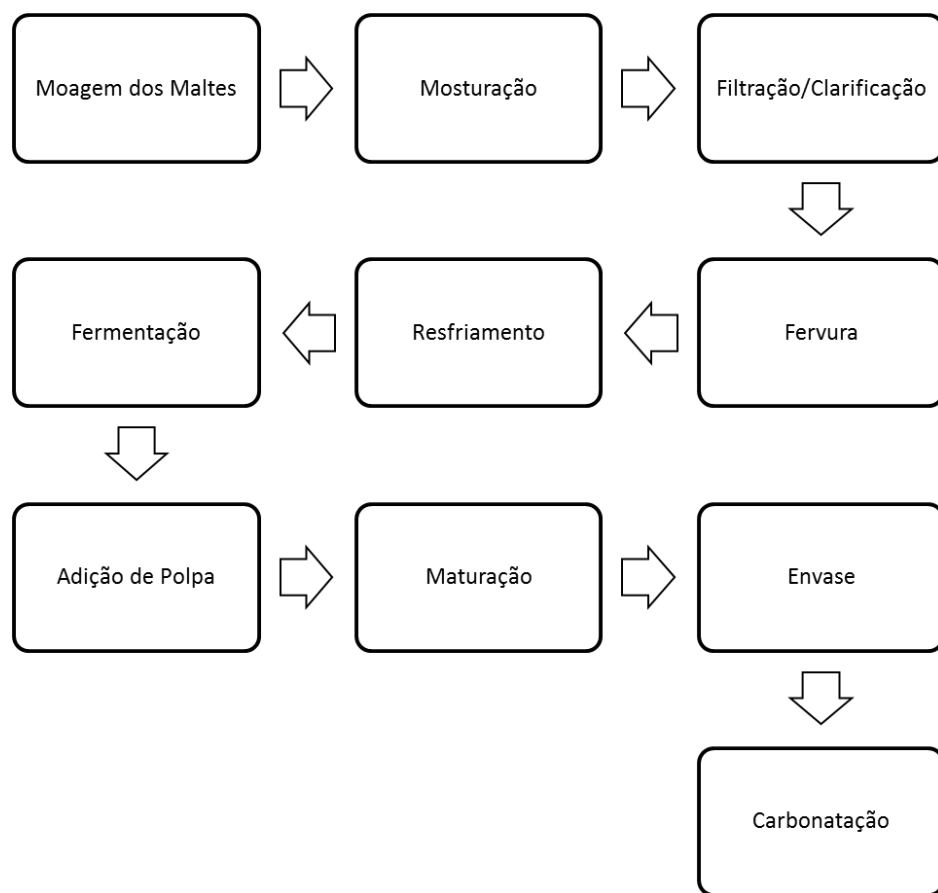 Moagem dos Maltes
Mosturação
Filtração/Clarificação
Fervura
Resfriamento
Fermentação
Adição de Polpa
Maturação
Envase
Carbonatação